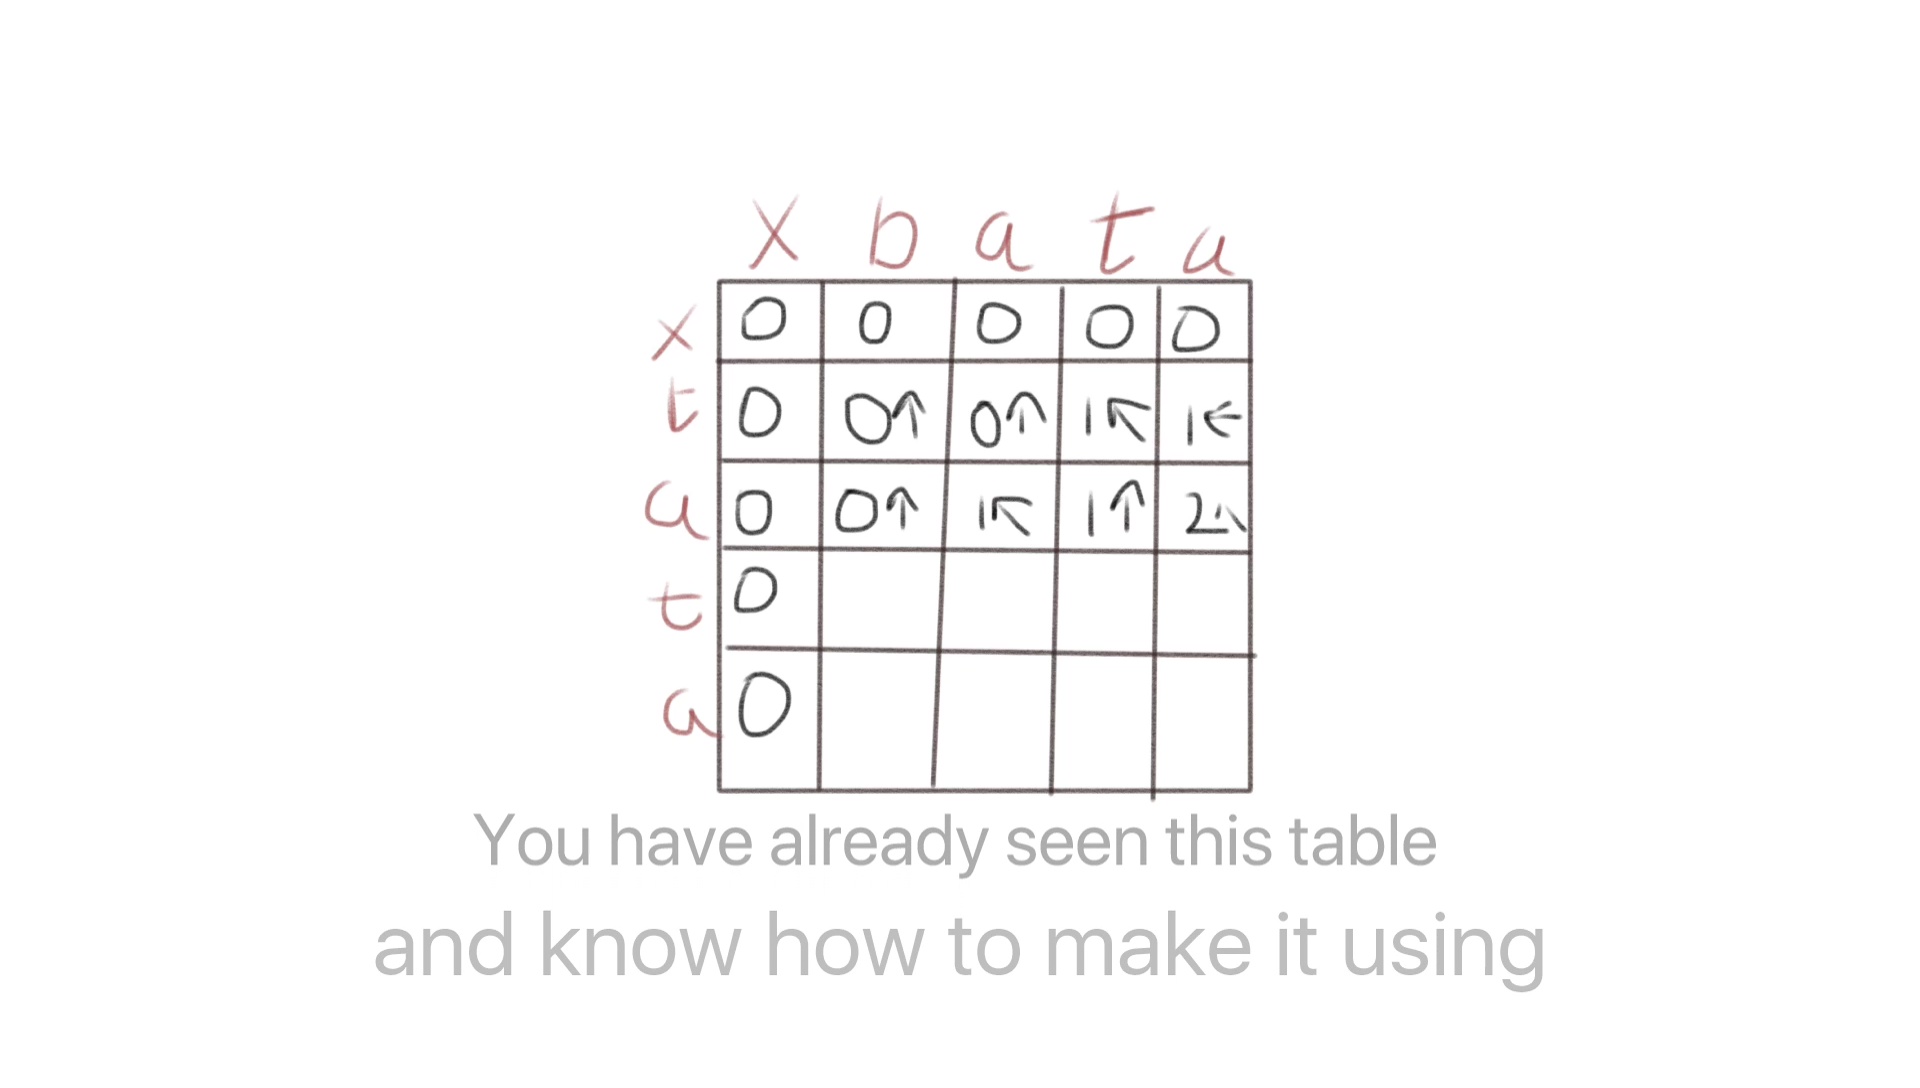 x b a t a
x 0 0 0 0 0
t 0 0↑ 0↑ 1↖ 1←
a 0 0↑ 1↖ 1↑ 2
t 0
a 0
You have already seen this table
and know how to make it using